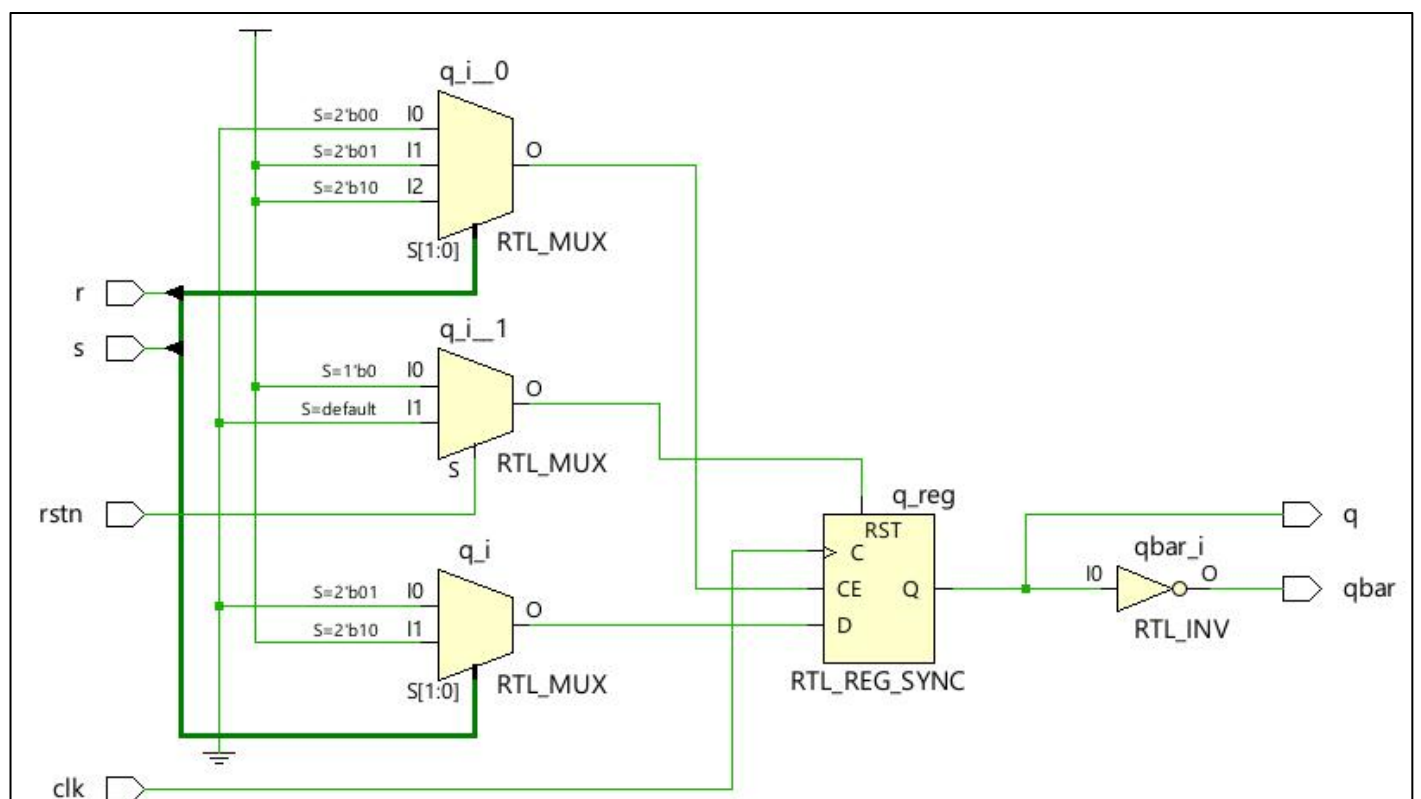 q_i__0
S=2'b00 I0
S=2'b01 I1 O
S=2'b10 I2
S[1:0] RTL_MUX
r
s
q_i__1
S=1'b0 I0
S=default I1 O
S RTL_MUX
rstn
q_i
S=2'b01 I0
S=2'b10 I1 O
S[1:0] RTL_MUX
clk
q_reg
RST
C
CE Q
D
RTL_REG_SYNC
q
qbar_i
I0 O
qbar
RTL_INV